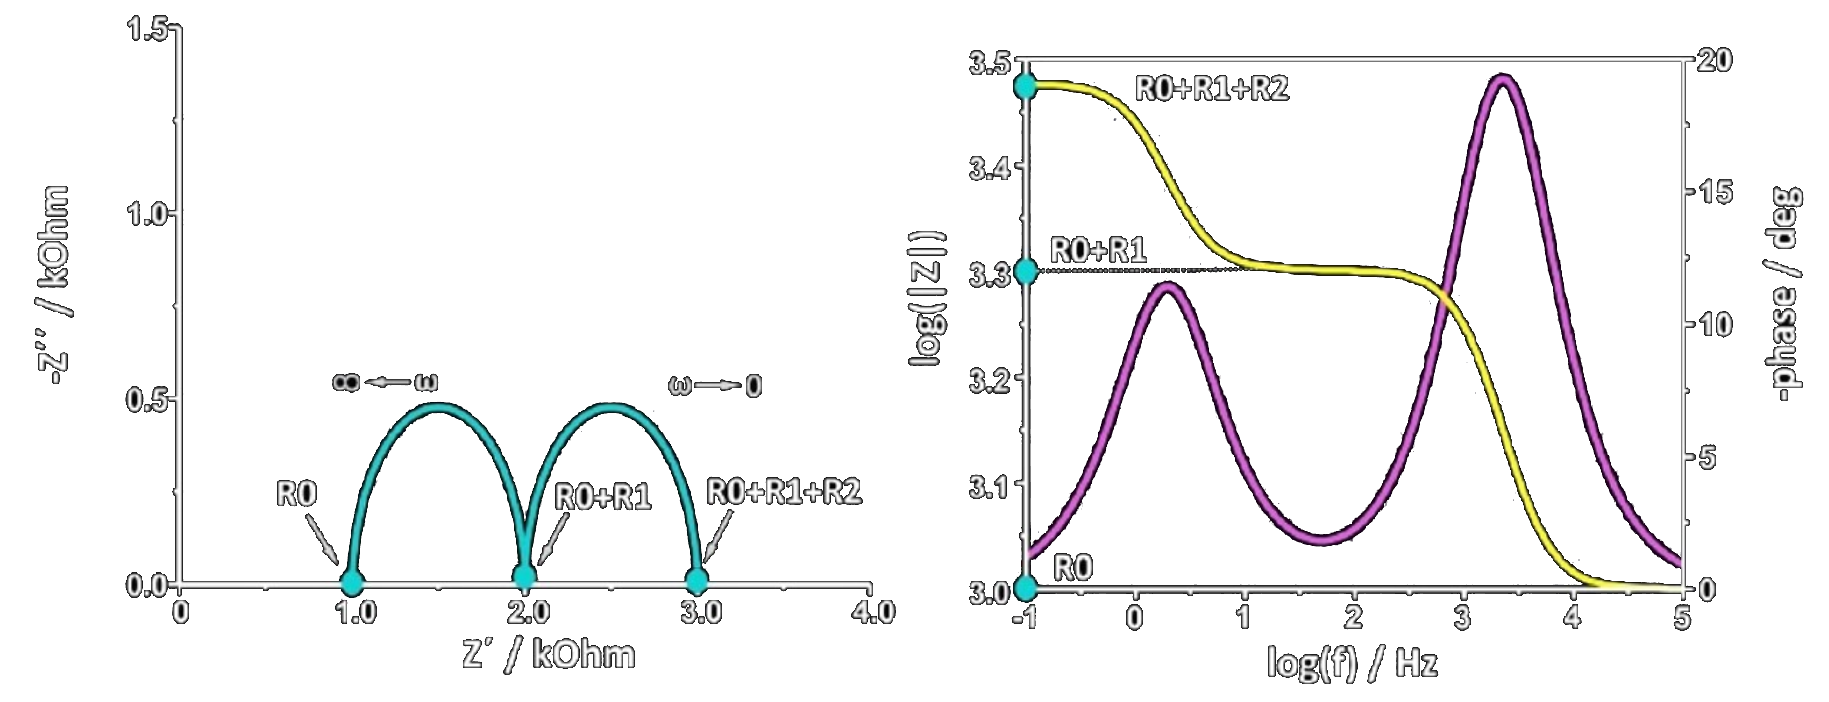 1.5
1.0
0.5
0.0
-Z´´ / kOhm
∞ ← ω
ω → 0
R0
R0+R1
R0+R1+R2
0 1.0 2.0 3.0 4.0
Z´ / kOhm
3.5
3.4
3.3
3.2
3.1
3.0
log(|Z|)
R0+R1+R2
R0+R1
R0
20
15
10
5
0
-phase / deg
-1 0 1 2 3 4 5
log(f) / Hz